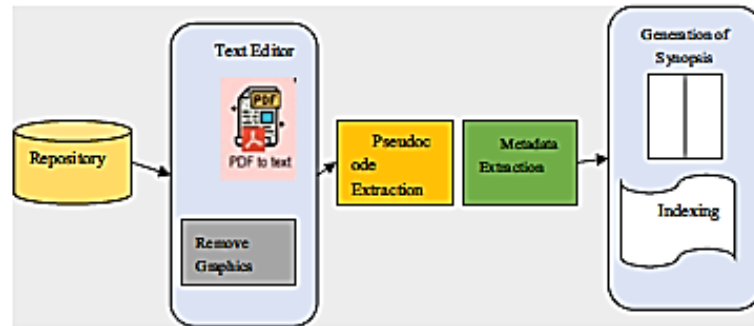 Repository
Text Editor
PDF
PDF to text
Remove
Graphics
Pseudoc
ode
Extraction
Metadata
Extraction
Generation of
Synopsis
Indexing